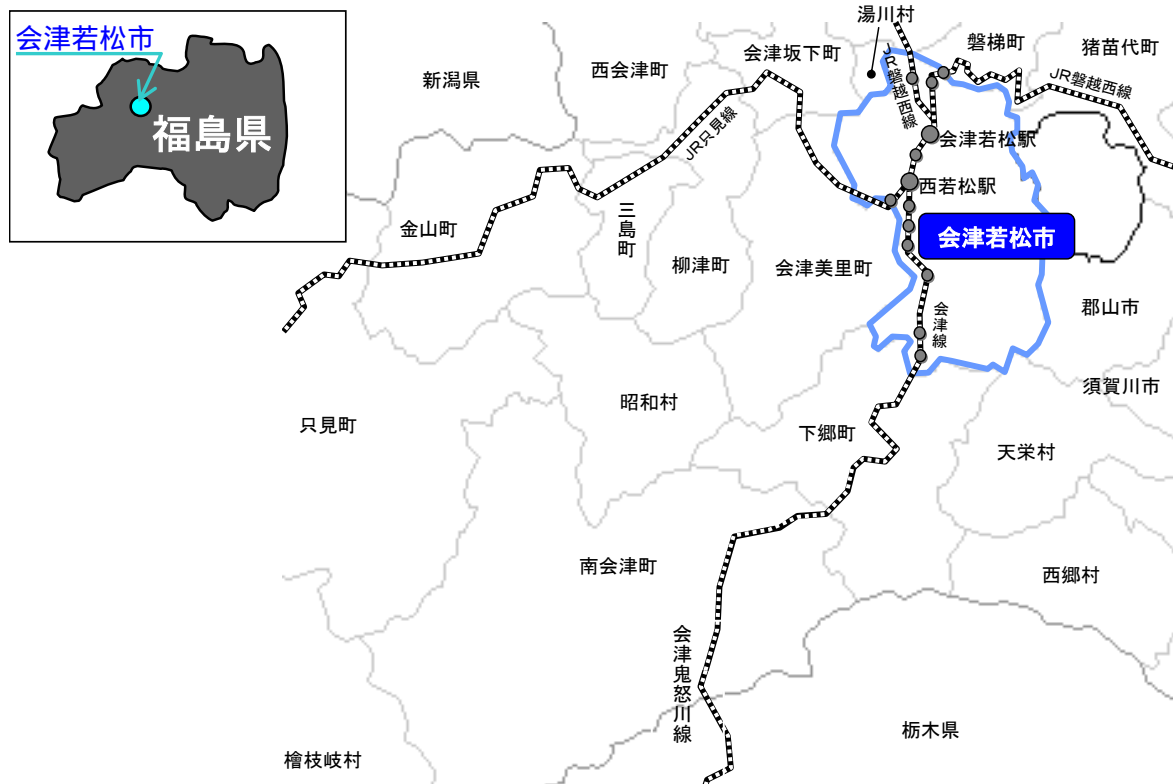 会津若松市
福島県
湯川村
会津坂下町
磐梯町
猪苗代町
西会津町
新潟県
JR磐越西線
JR磐越西線
JR只見線
会津若松駅
西若松駅
三島町
金山町
会津若松市
柳津町
会津美里町
郡山市
会津線
須賀川市
昭和村
只見町
下郷町
天栄村
南会津町
西郷村
会津鬼怒川線
栃木県
檜枝岐村